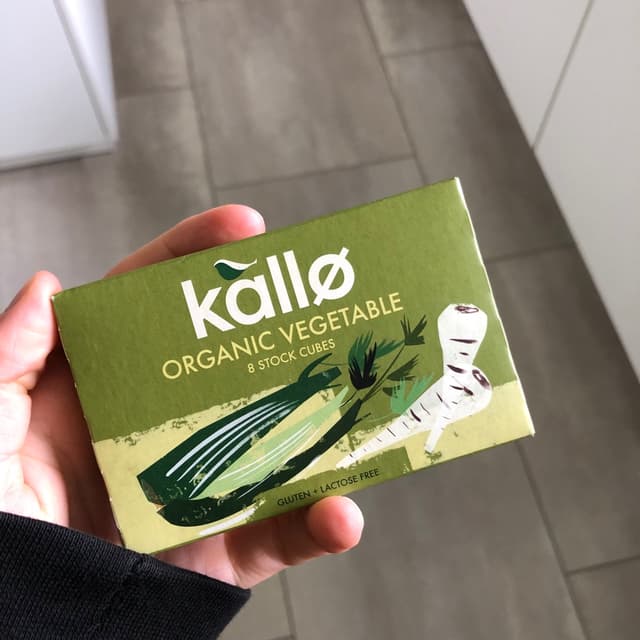 kallø
ORGANIC VEGETABLE
8 STOCK CUBES
GLUTEN + LACTOSE FREE